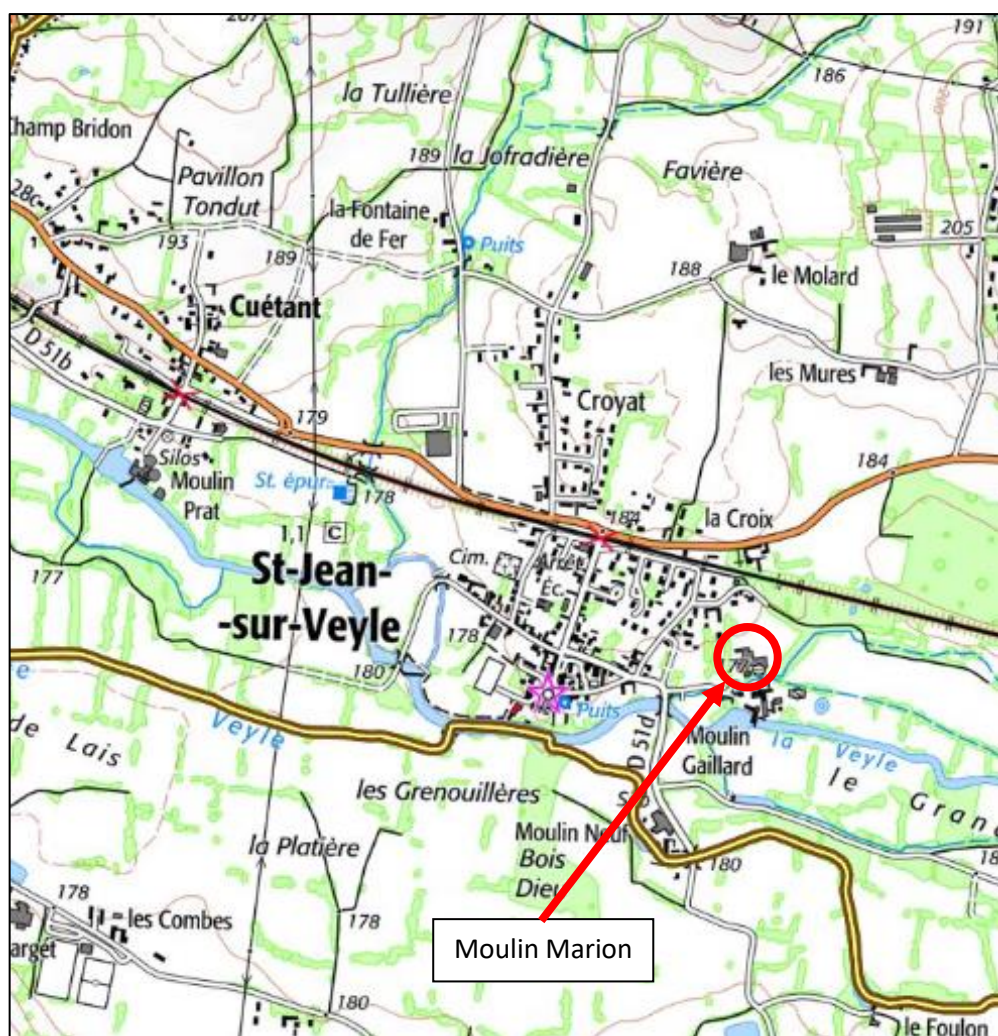 207
191
186
la Tullière
Champ Bridon
189
la Jofradière
Favière
Pavillon
Tondut
28c
la Fontaine
de Fer
193
189
Puits
205
188
le Molard
Cuétant
D 51b
les Mures
Croyat
179
184
Silos
Moulin
Prat
St. épur.
178
184
la Croix
1,1
C
Cim.
Arrêt
Éc.
177
St-Jean-
-sur-Veyle
178
180
Puits
Veyle
D 51d
Moulin
Gaillard
la Veyle
de Lais
les Grenouillères
le Grand
la Platière
Moulin Neuf
180
Bois
Dieu
178
les Combes
178
Moulin Marion
180
le Foulon